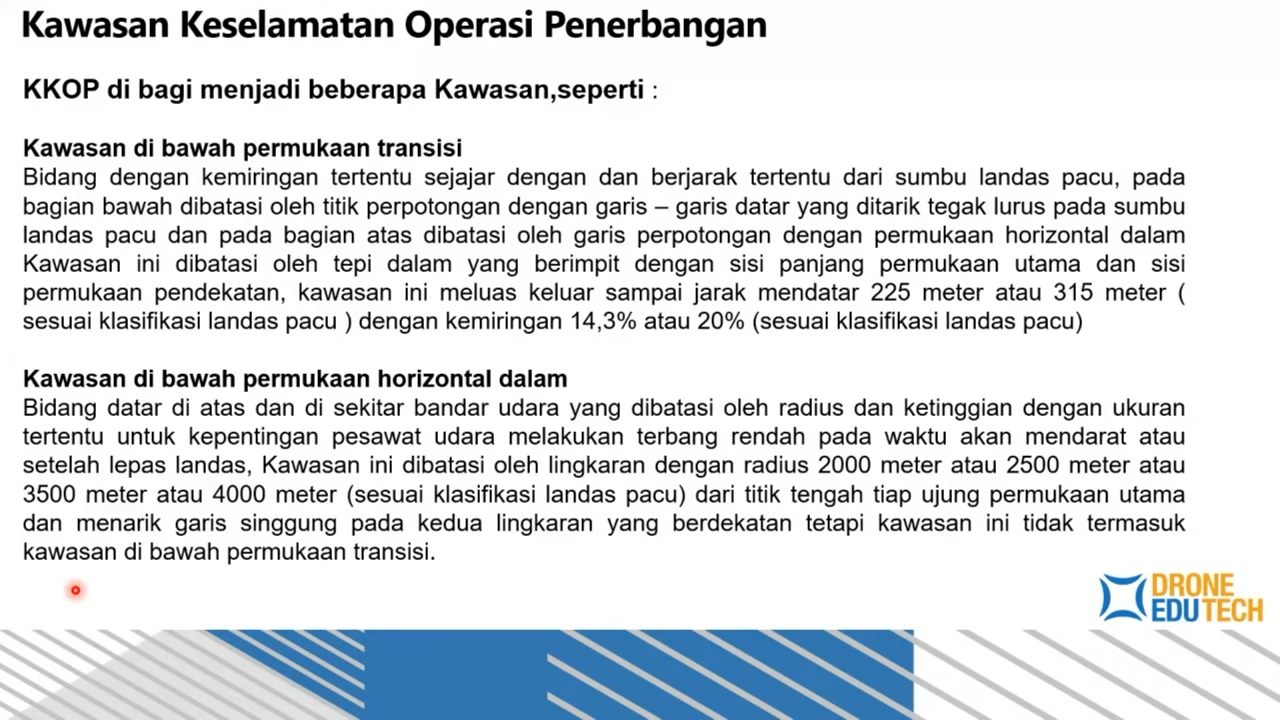 Kawasan Keselamatan Operasi Penerbangan
KKOP di bagi menjadi beberapa Kawasan,seperti :
Kawasan di bawah permukaan transisi
Bidang dengan kemiringan tertentu sejajar dengan dan berjarak tertentu dari sumbu landas pacu, pada
bagian bawah dibatasi oleh titik perpotongan dengan garis – garis datar yang ditarik tegak lurus pada sumbu
landas pacu dan pada bagian atas dibatasi oleh garis perpotongan dengan permukaan horizontal dalam
Kawasan ini dibatasi oleh tepi dalam yang berimpit dengan sisi panjang permukaan utama dan sisi
permukaan pendekatan, kawasan ini meluas keluar sampai jarak mendatar 225 meter atau 315 meter (
sesuai klasifikasi landas pacu ) dengan kemiringan 14,3% atau 20% (sesuai klasifikasi landas pacu)
Kawasan di bawah permukaan horizontal dalam
Bidang datar di atas dan di sekitar bandar udara yang dibatasi oleh radius dan ketinggian dengan ukuran
tertentu untuk kepentingan pesawat udara melakukan terbang rendah pada waktu akan mendarat atau
setelah lepas landas, Kawasan ini dibatasi oleh lingkaran dengan radius 2000 meter atau 2500 meter atau
3500 meter atau 4000 meter (sesuai klasifikasi landas pacu) dari titik tengah tiap ujung permukaan utama
dan menarik garis singgung pada kedua lingkaran yang berdekatan tetapi kawasan ini tidak termasuk
kawasan di bawah permukaan transisi.
DRONE
EDUTECH